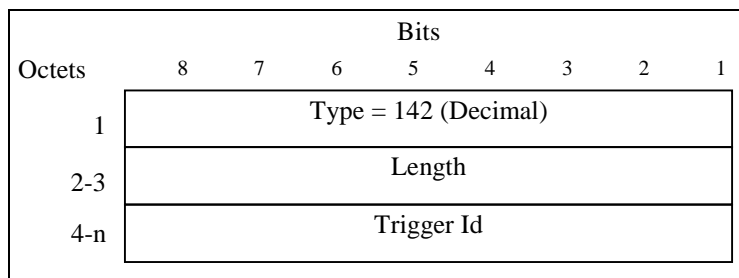 Bits
Octets 8 7 6 5 4 3 2 1
1 Type = 142 (Decimal)
2-3 Length
4-n Trigger Id